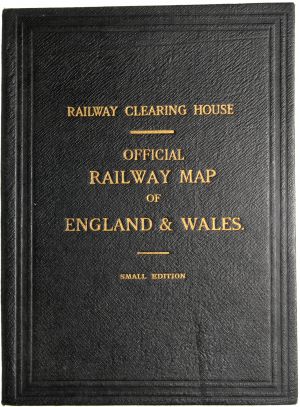 RAILWAY CLEARING HOUSE
OFFICIAL
RAILWAY MAP
OF
ENGLAND & WALES.
SMALL EDITION